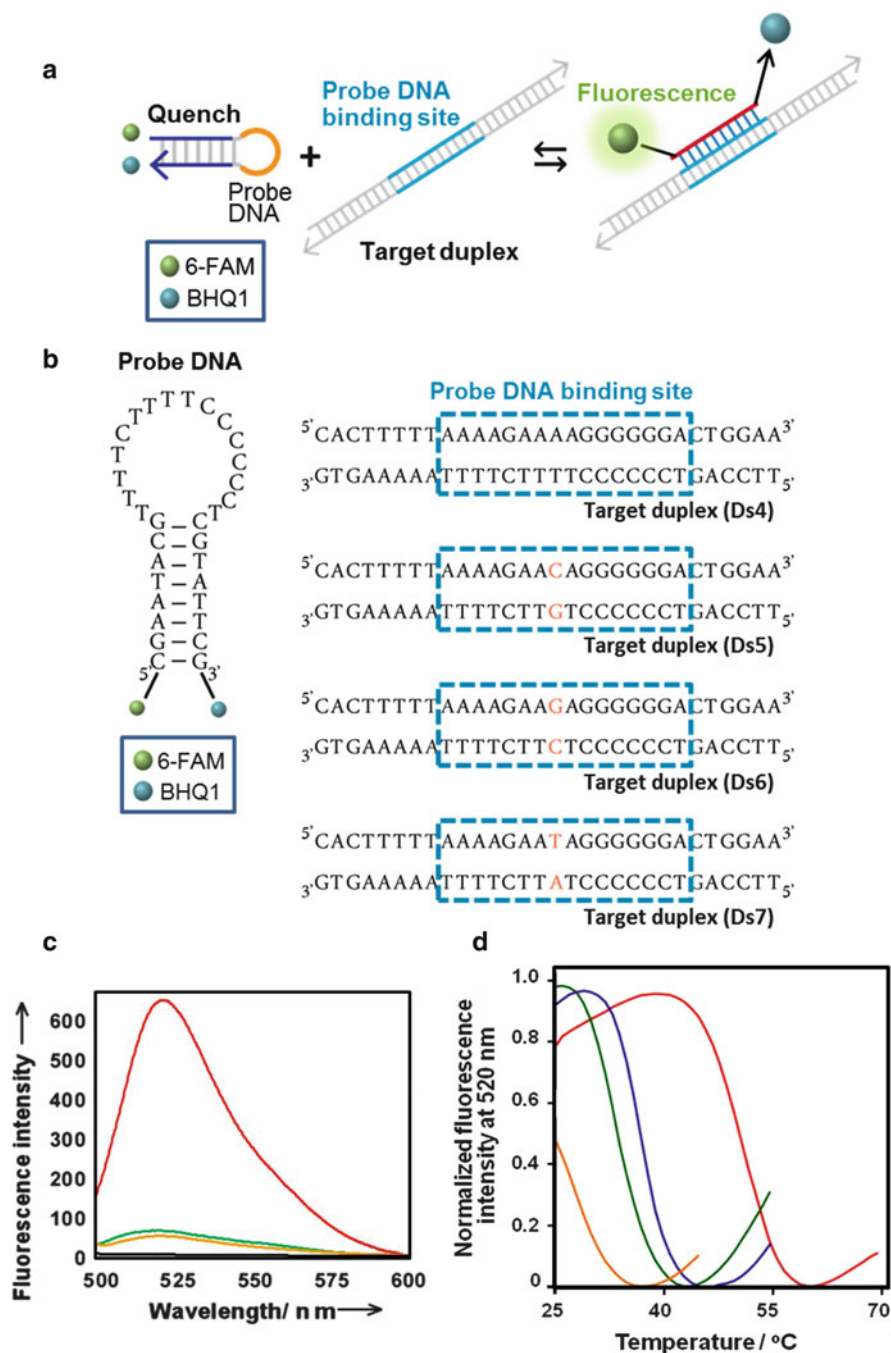 a
Quench
Probe DNA
binding site
Fluorescence
Probe
DNA
Target duplex
6-FAM
BHQ1
b
Probe DNA
GTTTTCTTTTCCCCCCTC
CGAATACG
CGTATTCG
5’
3’
6-FAM
BHQ1
Probe DNA binding site
5’CACTTTTTAAAAGAAAAGGGGGGACTGGAA3’
3’GTGAAAAATTTTCTTTTCCCCCCTGACCTT5’
Target duplex (Ds4)
5’CACTTTTTAAAAGAACAGGGGGGACTGGAA3’
3’GTGAAAAATTTTCTTGTCCCCCCTGACCTT5’
Target duplex (Ds5)
5’CACTTTTTAAAAGAAGAGGGGGGACTGGAA3’
3’GTGAAAAATTTTCTTCTCCCCCCTGACCTT5’
Target duplex (Ds6)
5’CACTTTTTAAAAGAATAGGGGGGACTGGAA3’
3’GTGAAAAATTTTCTTATCCCCCCTGACCTT5’
Target duplex (Ds7)
c
Fluorescence intensity
600
500
400
300
200
100
0
500 525 550 575 600
Wavelength/ nm
d
Normalized fluorescence
intensity at 520 nm
1.0
0.8
0.6
0.4
0.2
0
25 40 55 70
Temperature / °C